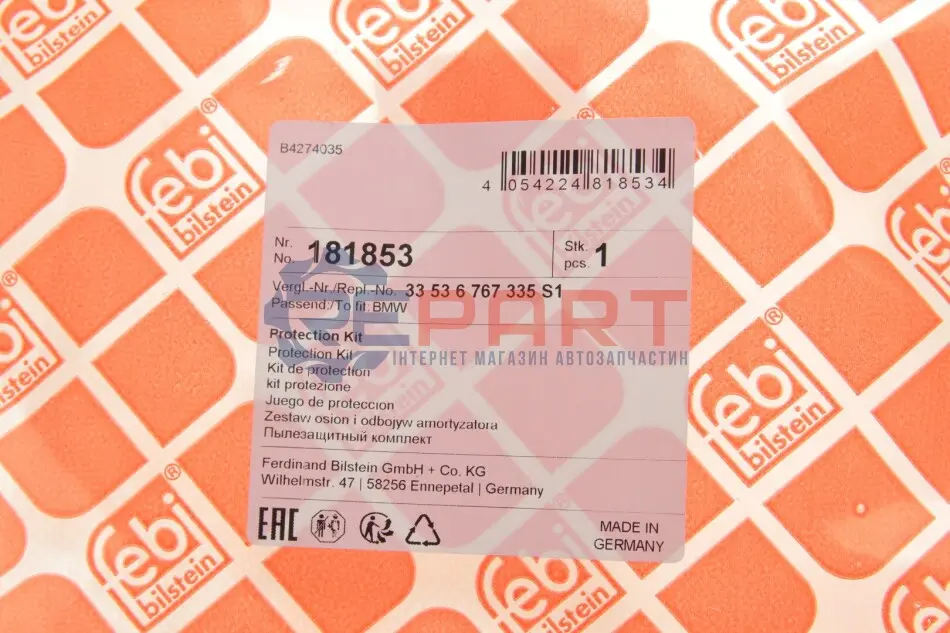 febi
bilstein
B4274035
4 054224 818534
Nr.
No. 181853
Stk.
pcs. 1
Vergl.-Nr./Repl.-No. 33 53 6 767 335 S1
Passend:/To fit: BMW
REPART
ІНТЕРНЕТ МАГАЗИН АВТОЗАПЧАСТИН
Protection Kit
Protection Kit
Kit de protection
kit protezione
Juego de proteccion
Zestaw osion i odbojyw amortyzatora
Пылезащитный комплект
Ferdinand Bilstein GmbH + Co. KG
Wilhelmstr. 47 | 58256 Ennepetal | Germany
EAC
MADE IN
GERMANY